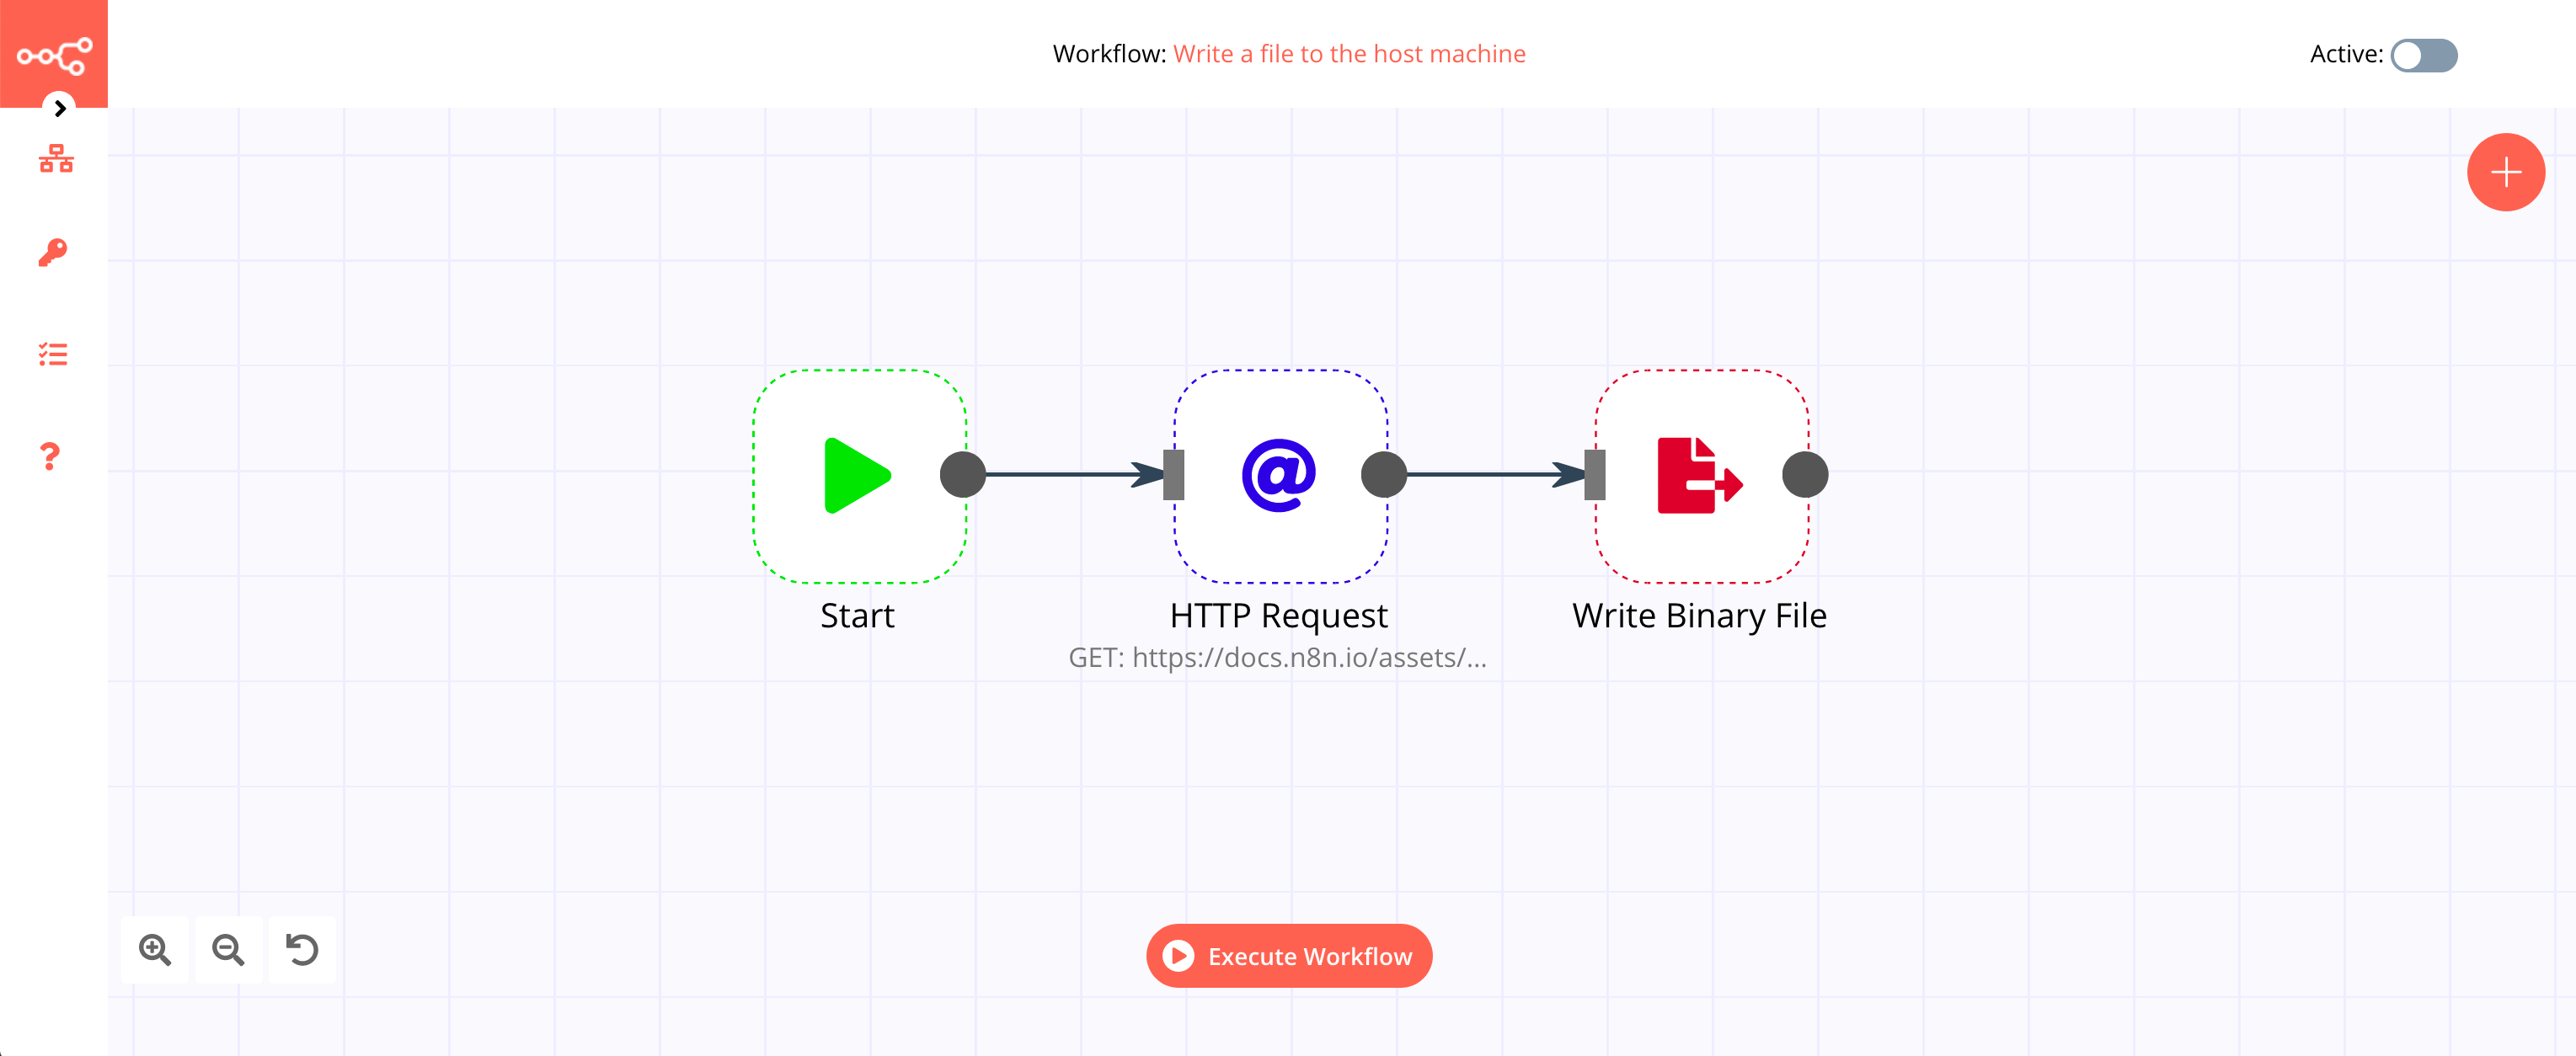 Workflow: Write a file to the host machine
Active:
Start
HTTP Request
Write Binary File
GET: https://docs.n8n.io/assets/...
Execute Workflow